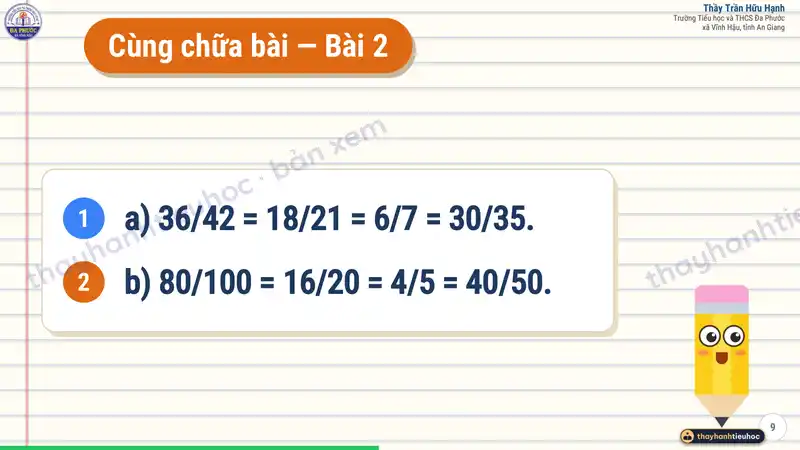 ĐA PHƯỚC
Thầy Trần Hữu Hạnh
Trường Tiểu học và THCS Đa Phước
xã Vĩnh Hậu, tỉnh An Giang
Cùng chữa bài – Bài 2
thayhanhtieuhoc · bản xem
1 a) 36/42 = 18/21 = 6/7 = 30/35.
2 b) 80/100 = 16/20 = 4/5 = 40/50.
thayhanhtie
thayhanhtieuhoc
9